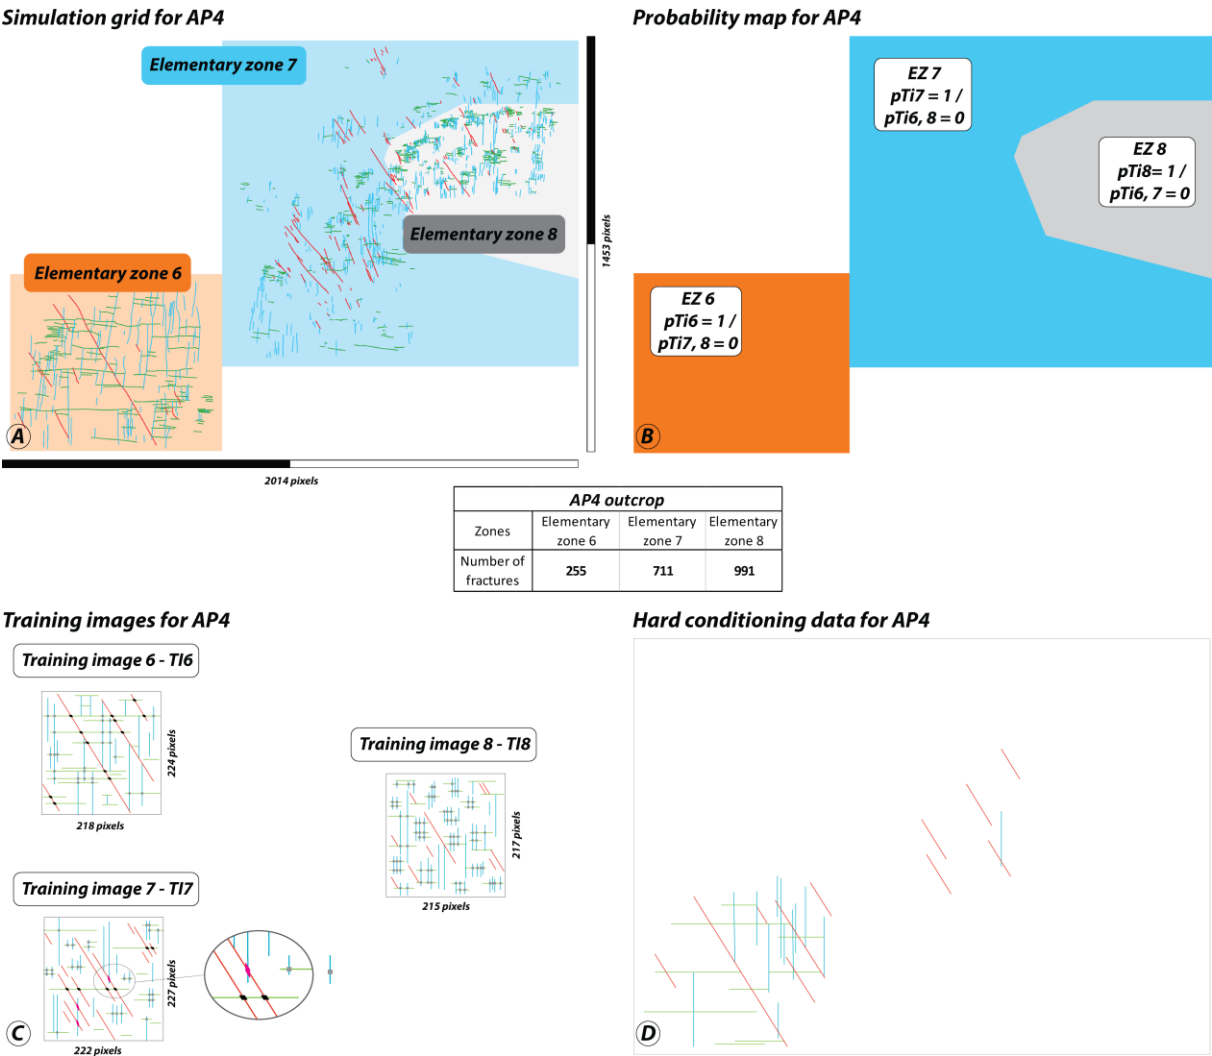 Simulation grid for AP4
Elementary zone 7
Elementary zone 8
Elementary zone 6
A
1453 pixels
2014 pixels
Probability map for AP4
EZ 7
pTi7 = 1 /
pTi6, 8 = 0
EZ 8
pTi8= 1 /
pTi6, 7 = 0
EZ 6
pTi6 = 1 /
pTi7, 8 = 0
B
AP4 outcrop
Zones
Elementary
zone 6
Elementary
zone 7
Elementary
zone 8
Number of
fractures
255
711
991
Training images for AP4
Training image 6 - TI6
224 pixels
218 pixels
Training image 8 - TI8
217 pixels
215 pixels
Training image 7 - TI7
227 pixels
222 pixels
C
Hard conditioning data for AP4
D